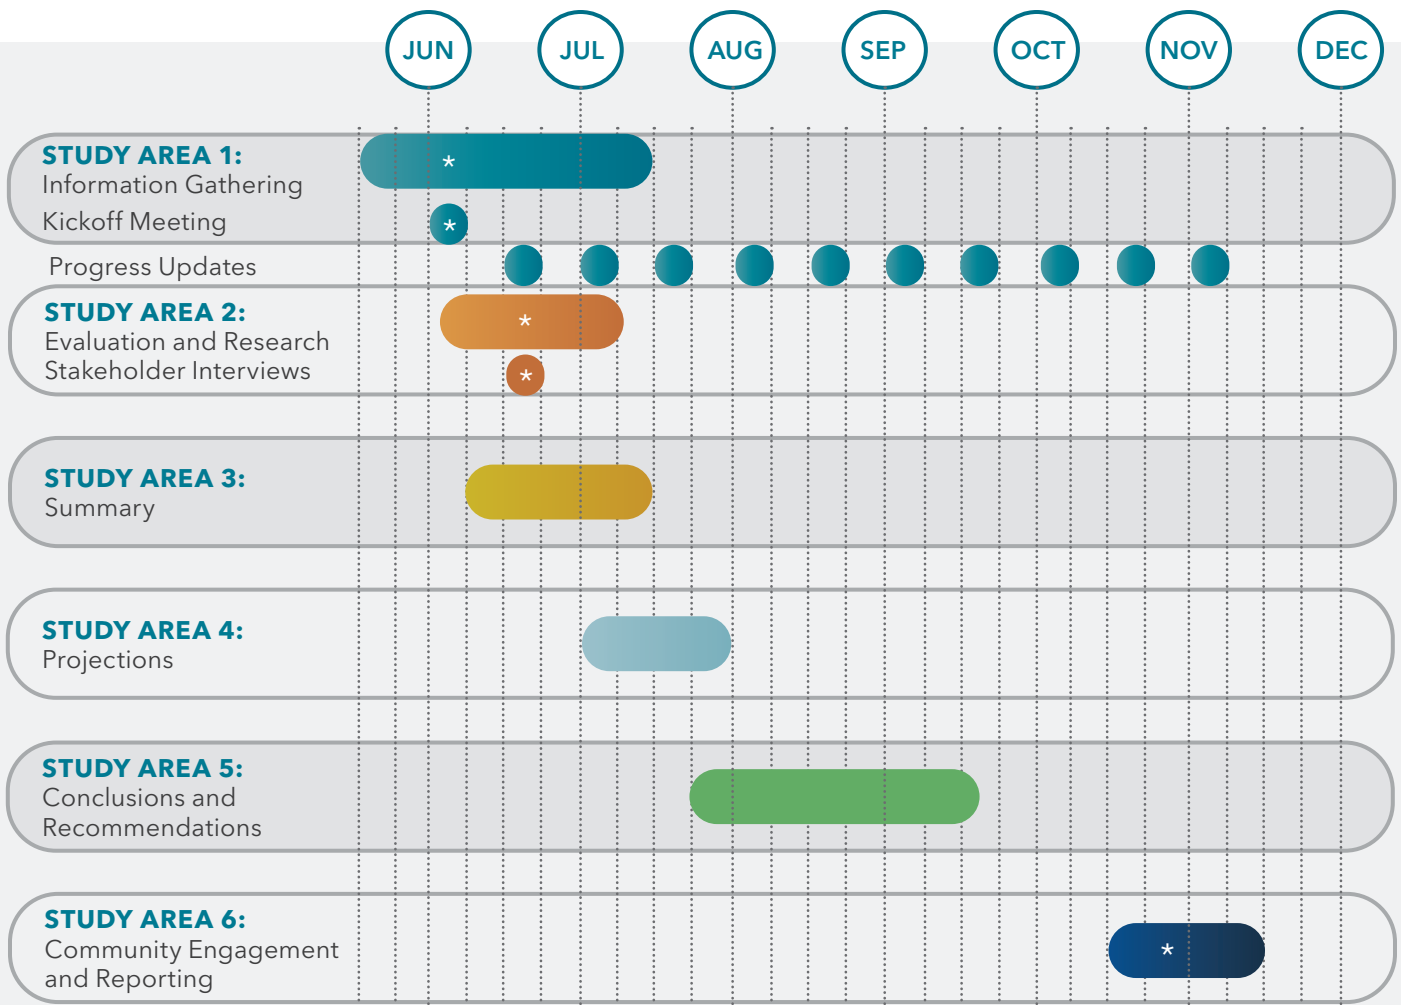 JUN JUL AUG SEP OCT NOV DEC
STUDY AREA 1:
*
Information Gathering
Kickoff Meeting *
Progress Updates
STUDY AREA 2:
*
Evaluation and Research
Stakeholder Interviews *
STUDY AREA 3:
Summary
STUDY AREA 4:
Projections
STUDY AREA 5:
Conclusions and
Recommendations
STUDY AREA 6:
Community Engagement *
and Reporting